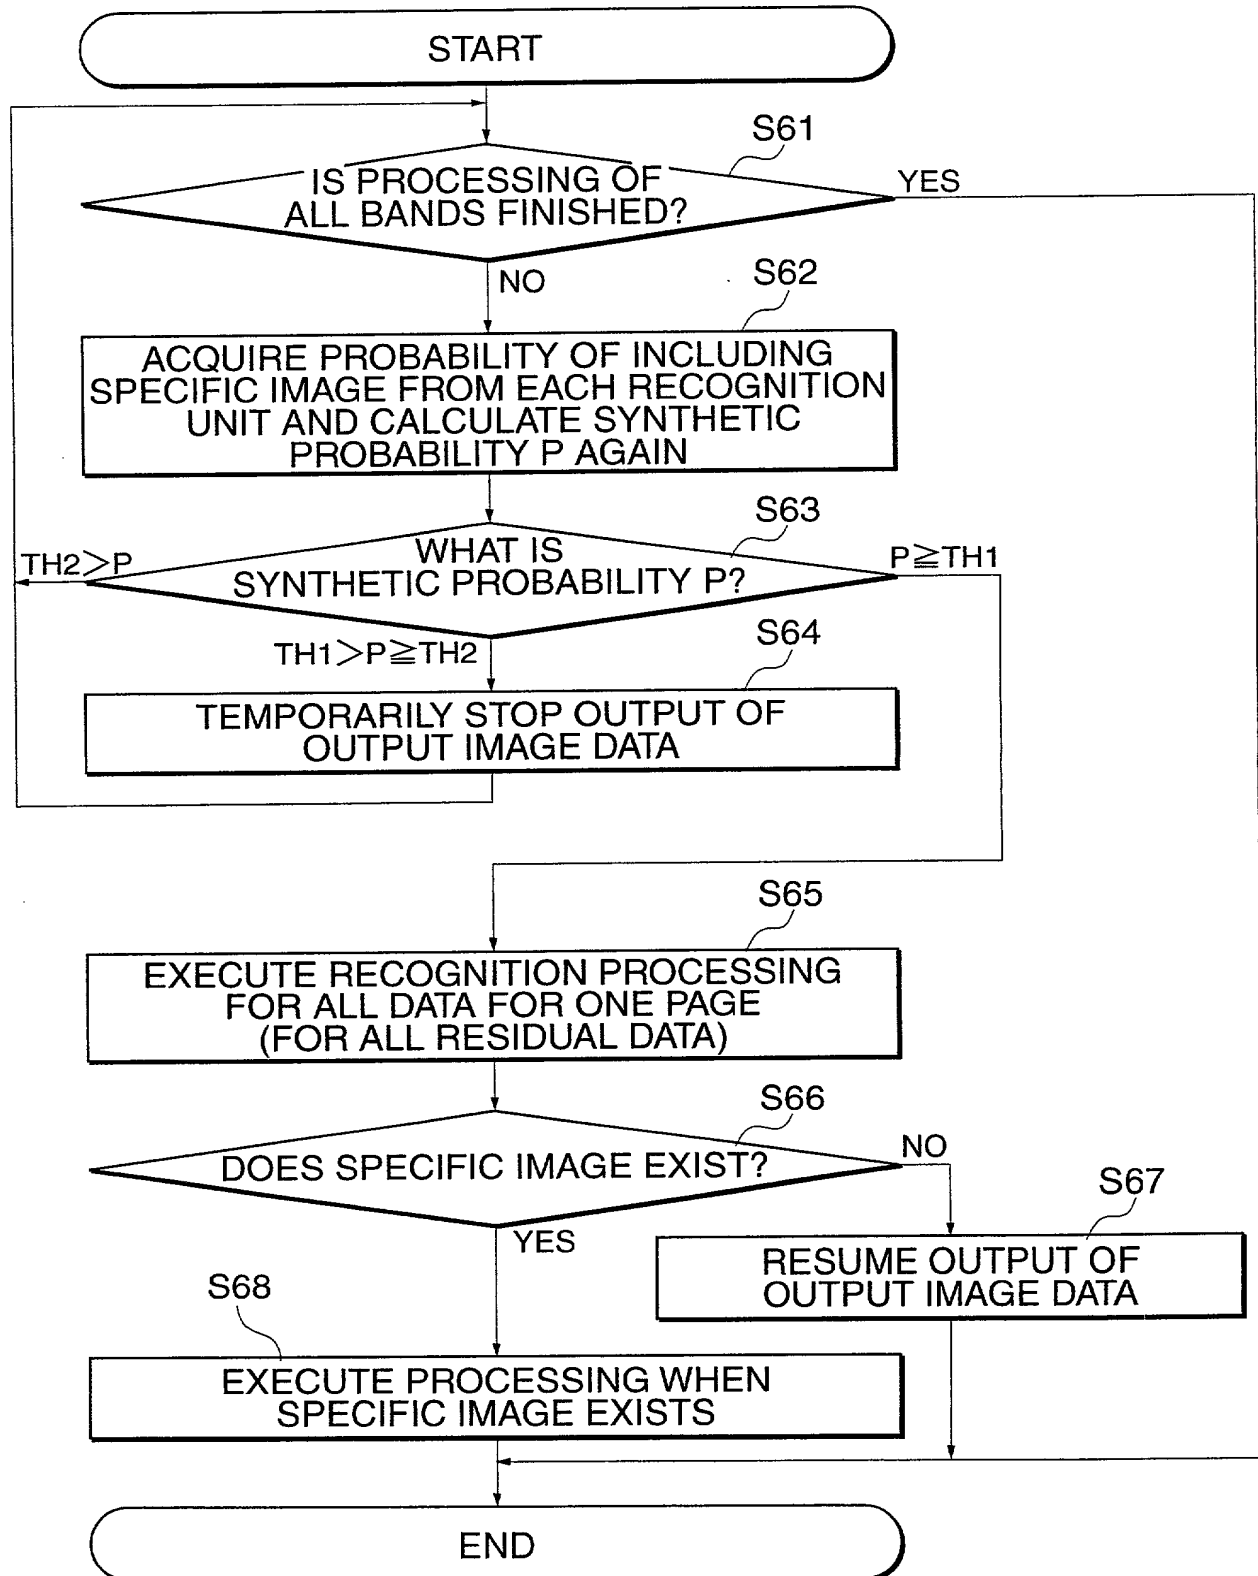 START
S61
IS PROCESSING OF
ALL BANDS FINISHED?
YES
NO
S62
ACQUIRE PROBABILITY OF INCLUDING
SPECIFIC IMAGE FROM EACH RECOGNITION
UNIT AND CALCULATE SYNTHETIC
PROBABILITY P AGAIN
S63
TH2>P
WHAT IS
SYNTHETIC PROBABILITY P?
P≧TH1
TH1>P≧TH2
S64
TEMPORARILY STOP OUTPUT OF
OUTPUT IMAGE DATA
S65
EXECUTE RECOGNITION PROCESSING
FOR ALL DATA FOR ONE PAGE
(FOR ALL RESIDUAL DATA)
S66
DOES SPECIFIC IMAGE EXIST?
NO
YES
S67
RESUME OUTPUT OF
OUTPUT IMAGE DATA
S68
EXECUTE PROCESSING WHEN
SPECIFIC IMAGE EXISTS
END